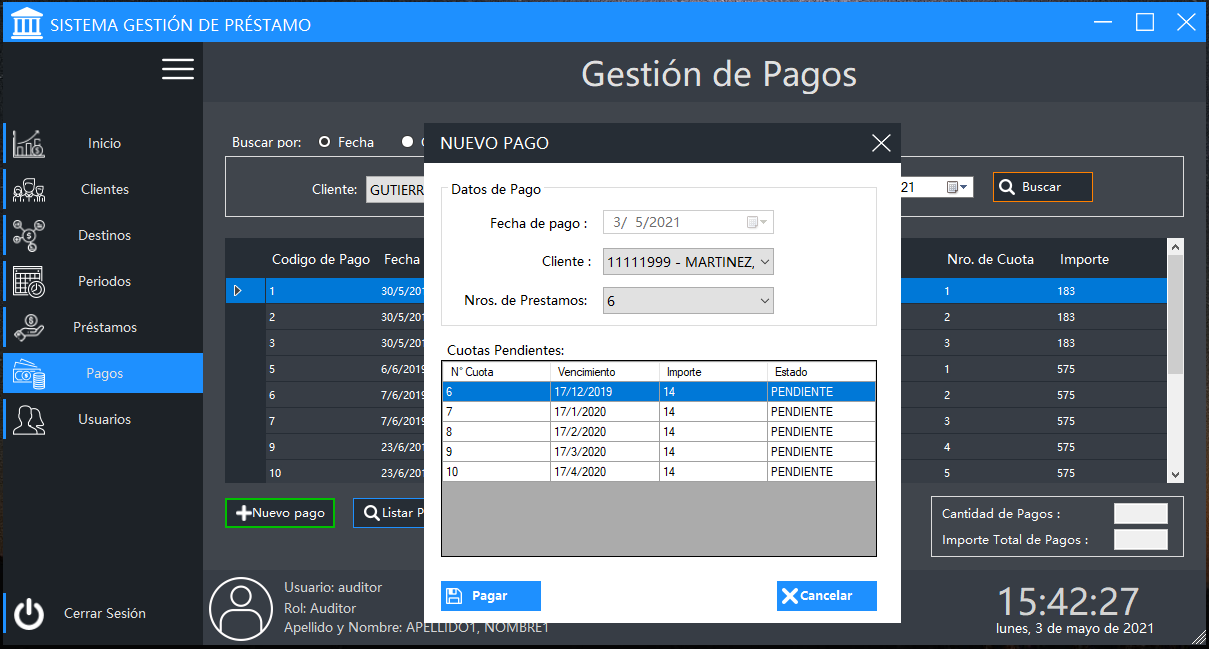 SISTEMA GESTIÓN DE PRÉSTAMO
Gestión de Pagos
Inicio
Clientes
Destinos
Periodos
Préstamos
Pagos
Usuarios
Cerrar Sesión
Buscar por: Fecha
Cliente: GUTIERR
21
Buscar
Codigo de Pago Fecha Nro. de Cuota Importe
1 30/5/201 1 183
2 30/5/201 2 183
3 30/5/201 3 183
5 6/6/2019 1 575
6 7/6/2019 2 575
7 7/6/2019 3 575
9 23/6/201 4 575
10 23/6/201 5 575
Nuevo pago
Listar P
Cantidad de Pagos :
Importe Total de Pagos :
NUEVO PAGO
Datos de Pago
Fecha de pago : 3/ 5/2021
Cliente : 11111999 - MARTINEZ,
Nros. de Prestamos: 6
Cuotas Pendientes:
N° Cuota Vencimiento Importe Estado
6 17/12/2019 14 PENDIENTE
7 17/1/2020 14 PENDIENTE
8 17/2/2020 14 PENDIENTE
9 17/3/2020 14 PENDIENTE
10 17/4/2020 14 PENDIENTE
Pagar
Cancelar
Usuario: auditor
Rol: Auditor
Apellido y Nombre: APELLIDO1, NOMBRE1
15:42:27
lunes, 3 de mayo de 2021